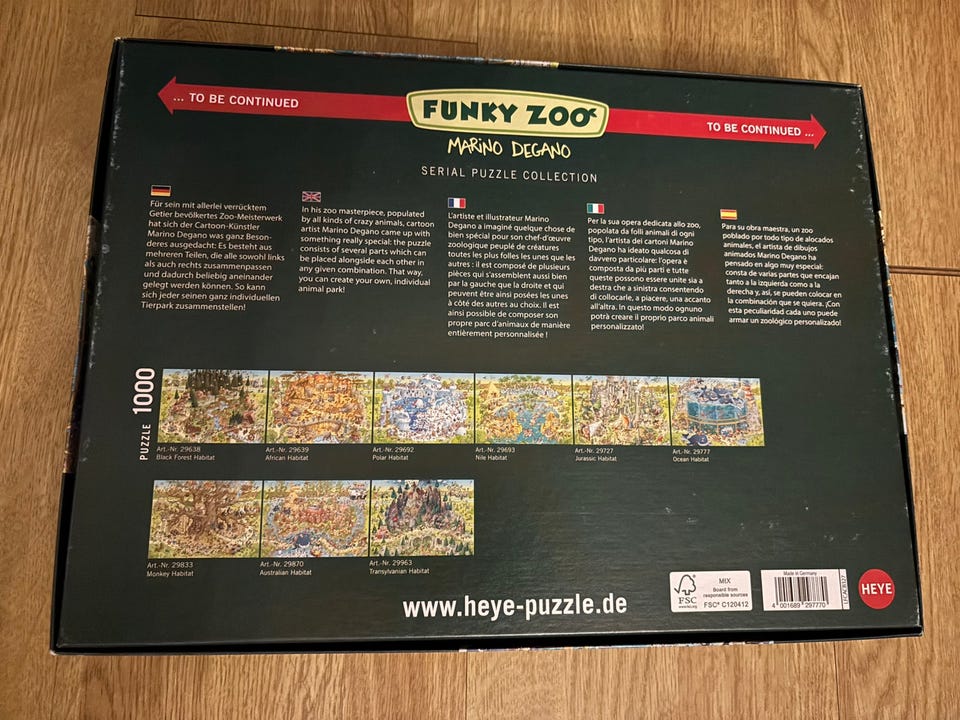 ... TO BE CONTINUED
FUNKY ZOO
TO BE CONTINUED ...
MARINO DEGANO
SERIAL PUZZLE COLLECTION
Für sein mit allerlei verrücktem
Getier bevölkertes Zoo-Meisterwerk
hat sich der Cartoon-Künstler
Marino Degano was ganz Beson-
deres ausgedacht: Es besteht aus
mehreren Teilen, die alle sowohl links
als auch rechts zusammenpassen
und dadurch beliebig aneinander
gelegt werden können. So kann
sich jeder seinen ganz individuellen
Tierpark zusammenstellen!
In his zoo masterpiece, populated
by all kinds of crazy animals, cartoon
artist Marino Degano came up with
something really special: the puzzle
consists of several parts which can
be placed alongside each other in
any given combination. That way,
you can create your own, individual
animal park!
L'artiste et illustrateur Marino
Degano a imaginé quelque chose de
bien spécial pour son chef-d'œuvre
zoologique peuplé de créatures
toutes les plus folles les unes que les
autres : il est composé de plusieurs
pièces qui s'assemblent aussi bien
par la gauche que la droite et qui
peuvent être ainsi posées les unes
à côté des autres au choix. Il est
ainsi possible de composer son
propre parc d'animaux de manière
entièrement personnalisée !
Per la sua opera dedicata allo zoo,
popolata da folli animali di ogni
tipo, l'artista dei cartoni Marino
Degano ha ideato qualcosa di
davvero particolare: l'opera è
composta da più parti e tutte
queste possono essere unite sia a
destra che a sinistra consentendo
di collocarle, a piacere, una accanto
all'altra. In questo modo ognuno
potrà creare il proprio parco animali
personalizzato!
Para su obra maestra, un zoo
poblado por todo tipo de alocados
animales, el artista de dibujos
animados Marino Degano ha
pensado en algo muy especial:
consta de varias partes que encajan
tanto a la izquierda como a la
derecha y, así, se pueden colocar en
la combinación que se quiera. ¡Con
esta peculiaridad cada uno puede
armar un zoológico personalizado!
PUZZLE 1000
Art.-Nr. 29638
Black Forest Habitat
Art.-Nr. 29639
African Habitat
Art.-Nr. 29692
Polar Habitat
Art.-Nr. 29693
Nile Habitat
Art.-Nr. 29727
Jurassic Habitat
Art.-Nr. 29777
Ocean Habitat
Art.-Nr. 29833
Monkey Habitat
Art.-Nr. 29870
Australian Habitat
Art.-Nr. 29963
Transylvanian Habitat
www.heye-puzzle.de
FSC
www.fsc.org
MIX
Board from
responsible sources
FSC® C120412
Made in Germany
4 001689 297770
HEYE